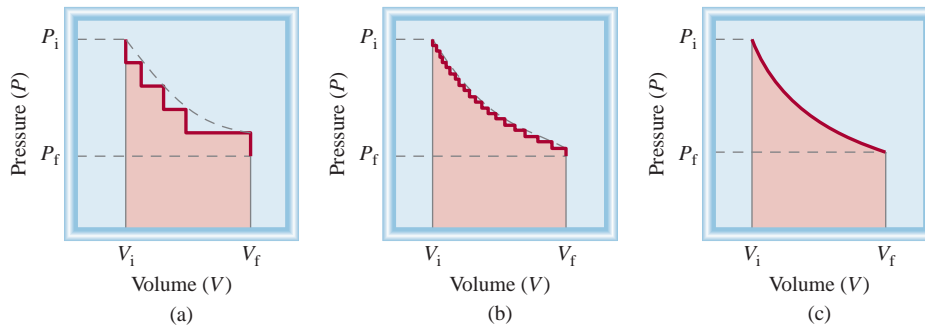 Pi
Pf
Pressure (P)
Vi
Vf
Volume (V)
(a)
Pi
Pf
Pressure (P)
Vi
Vf
Volume (V)
(b)
Pi
Pf
Pressure (P)
Vi
Vf
Volume (V)
(c)